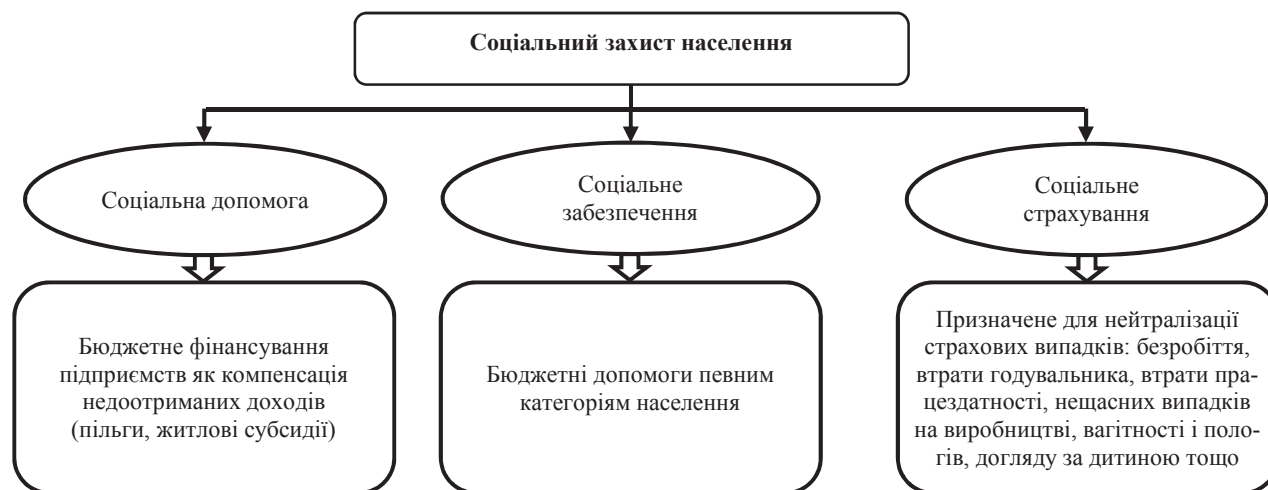 Соціальний захист населення
Соціальна допомога
Соціальне
забезпечення
Соціальне
страхування
Бюджетне фінансування
підприємств як компенсація
недоотриманих доходів
(пільги, житлові субсидії)
Бюджетні допомоги певним
категоріям населення
Призначене для нейтралізації
страхових випадків: безробіття,
втрати годувальника, втрати пра-
цездатності, нещасних випадків
на виробництві, вагітності і поло-
гів, догляду за дитиною тощо